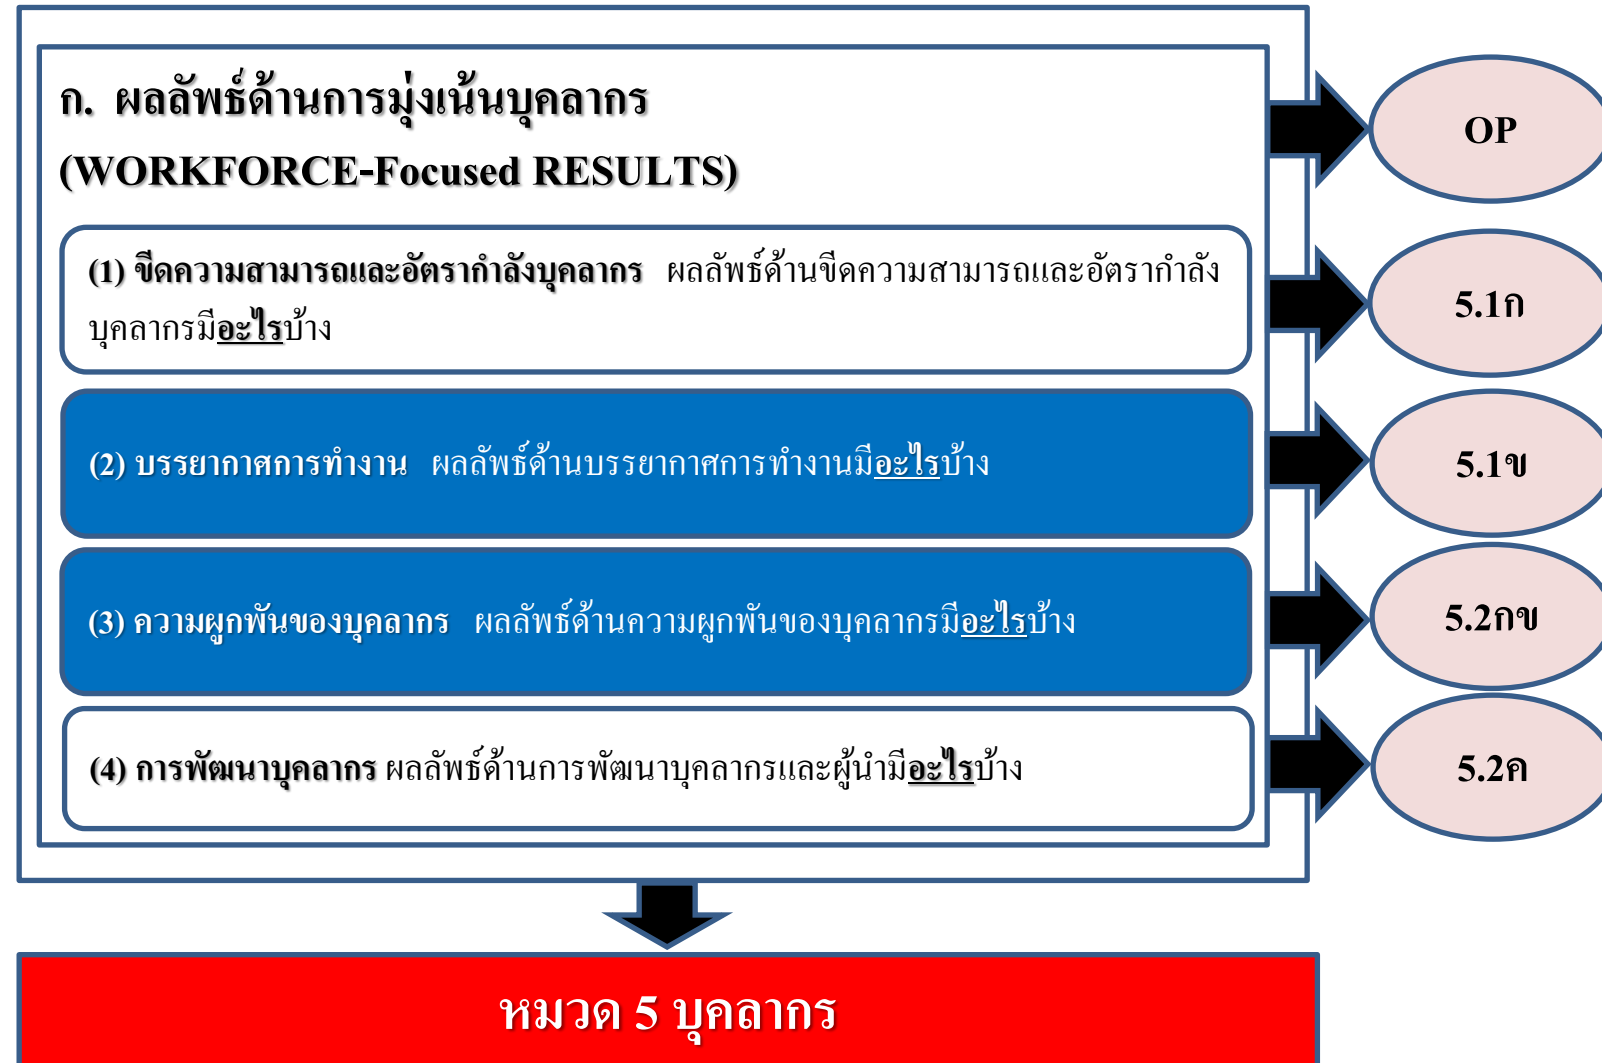 ก. ผลลัพธ์ด้านการมุ่งเน้นบุคลากร
(WORKFORCE-Focused RESULTS)
OP
(1) ขีดความสามารถและอัตรากำลังบุคลากร ผลลัพธ์ด้านขีดความสามารถและอัตรากำลัง
บุคลากรมีอะไรบ้าง
5.1ก
(2) บรรยากาศการทำงาน ผลลัพธ์ด้านบรรยากาศการทำงานมีอะไรบ้าง
5.1ข
(3) ความผูกพันของบุคลากร ผลลัพธ์ด้านความผูกพันของบุคลากรมีอะไรบ้าง
5.2กข
(4) การพัฒนาบุคลากร ผลลัพธ์ด้านการพัฒนาบุคลากรและผู้นำมีอะไรบ้าง
5.2ค
หมวด 5 บุคลากร